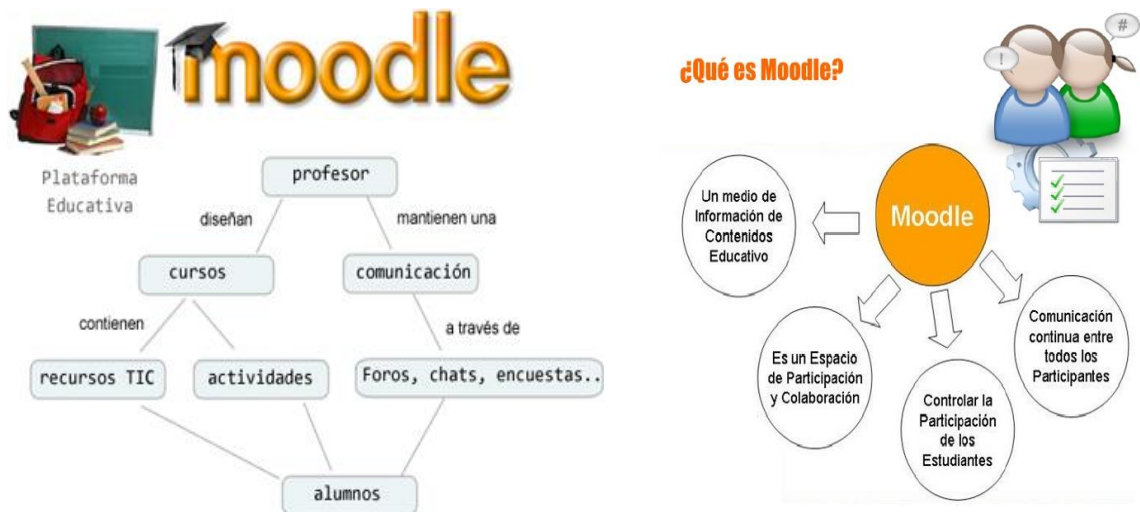 moodle
Plataforma
Educativa
profesor
diseñan
mantienen una
cursos
comunicación
contienen
a través de
recursos TIC
actividades
Foros, chats, encuestas..
alumnos
¿Qué es Moodle?
!
#
Moodle
Un medio de
Información de
Contenidos
Educativo
Es un Espacio
de Participación
y Colaboración
Controlar la
Participación
de los
Estudiantes
Comunicación
continua entre
todos los
Participantes